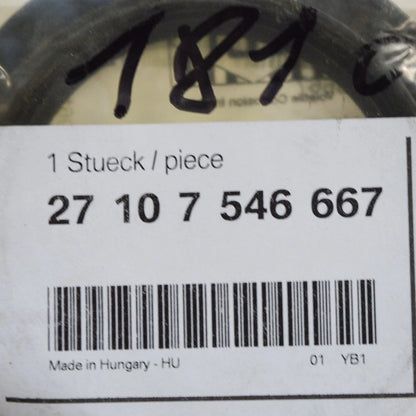 181
1 Stueck / piece
27 10 7 546 667
Made in Hungary - HU 01 YB1